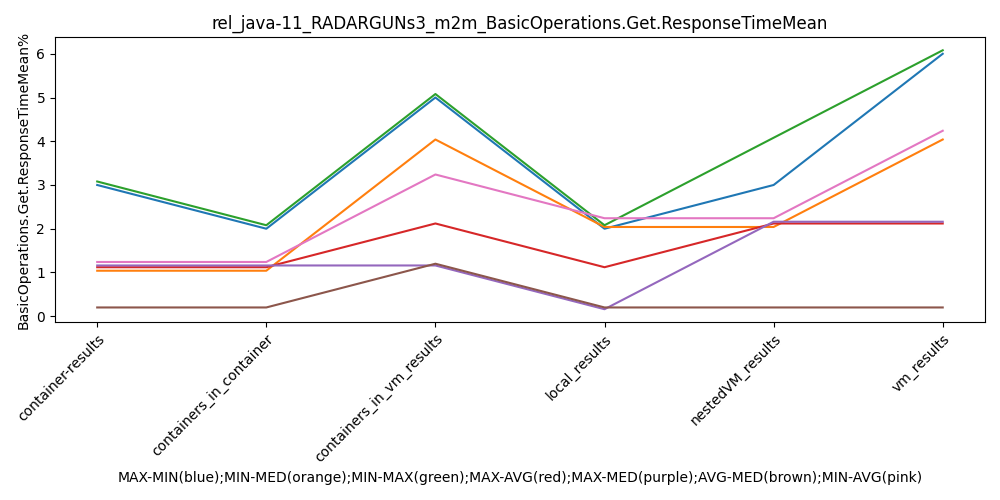 rel_java-11_RADARGUNs3_m2m_BasicOperations.Get.ResponseTimeMean
BasicOperations.Get.ResponseTimeMean%
6
5
4
3
2
1
0
container-results
containers_in_container
containers_in_vm_results
local_results
nestedVM_results
vm_results
MAX-MIN(blue);MIN-MED(orange);MIN-MAX(green);MAX-AVG(red);MAX-MED(purple);AVG-MED(brown);MIN-AVG(pink)